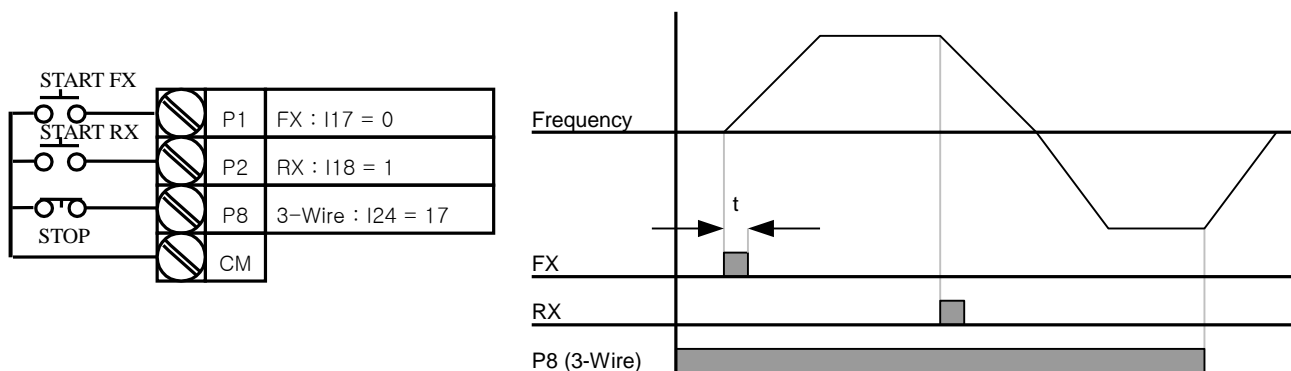 START FX
P1 FX : I17 = 0
START RX
P2 RX : I18 = 1
P8 3-Wire : I24 = 17
STOP
CM
Frequency
t
FX
RX
P8 (3-Wire)